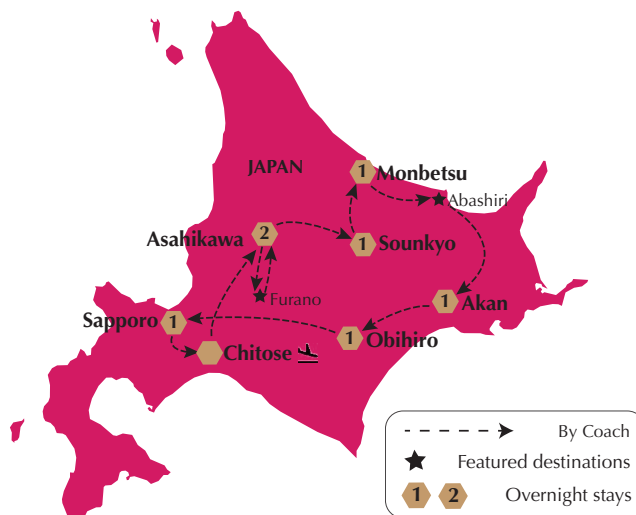 JAPAN
1 Monbetsu
Abashiri
Asahikawa 2
1 Sounkyo
Furano
1 Akan
Sapporo 1
1 Obihiro
Chitose
By Coach
Featured destinations
1 2 Overnight stays